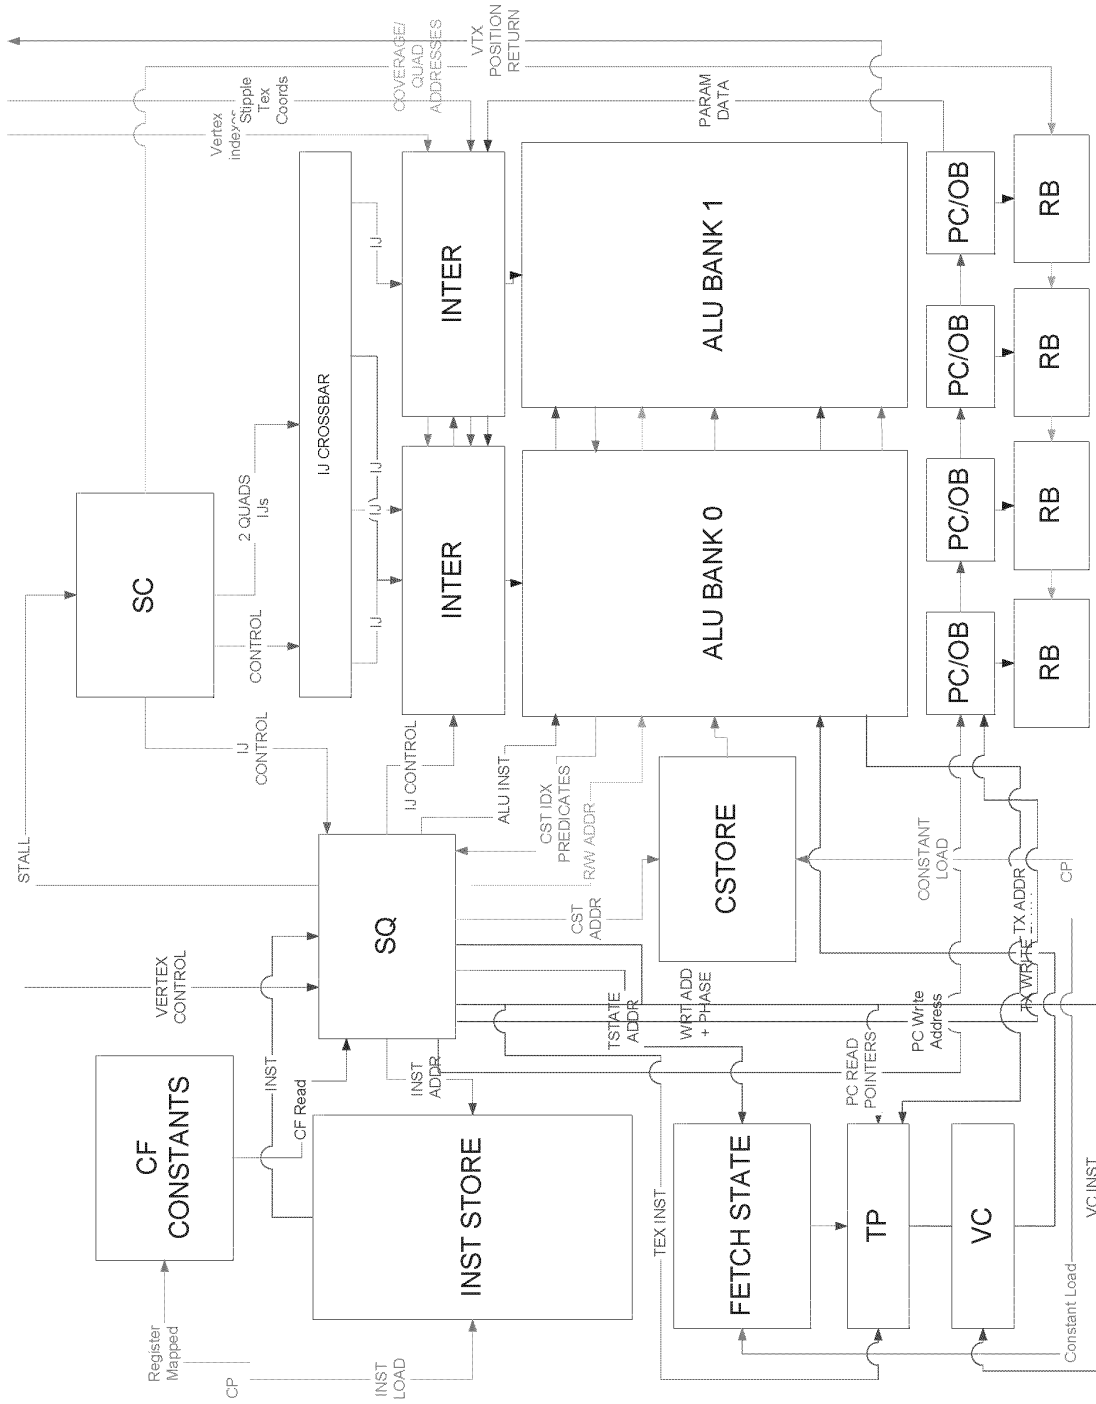 Register
Mapped
CP
CF
CONSTANTS
VERTEX
CONTROL
STALL
SC
Vertex
Stipple
Tex
Coords
COVERAGE/
QUAD
ADDRESSES
VTX
POSITION
RETURN
INST
CF Read
IJ
CONTROL
CONTROL
2 QUADS
IJs
IJ CROSSBAR
INST
LOAD
INST STORE
INST
ADDR
SQ
IJ CONTROL
IJ
IJ
IJ
IJ
INTER
INTER
ALU INST
CST IDX
PREDICATES
R/W ADDR
CST
ADDR
TSTATE
ADDR
WRT ADD
+ PHASE
TEX INST
CSTORE
ALU BANK 0
ALU BANK 1
PARAM
DATA
FETCH STATE
PC READ
POINTERS
PC Write
Address
CONSTANT
LOAD
TP
VC
TX WRITE
TX ADDR
PC/OB
PC/OB
PC/OB
PC/OB
RB
RB
RB
RB
CP
Constant Load
VC INST